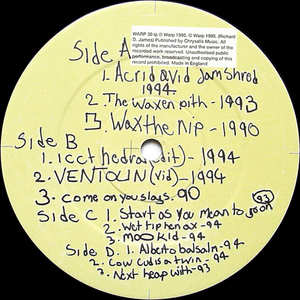 WARP 30 lp ℗ Warp 1995, © Warp 1995. (Richard
D. James) Published by Chrysalis Music. All
rights of the manufacturer and the owner of the
recorded work reserved. Unauthorised public
performance, broadcasting and copying of this
record prohibited. Made in England
Side A
1. Acrid avid Jam shred
1994
2. The Waxen pith - 1993
3. Wax the Nip - 1990
Side B
1. icct hedral (edit) - 1994
2. VENTOLIN (vid) - 1994
3. come on you slags. 90
Side C 1. Start as You mean to go on
93
2. Wet tip hen ax - 94
3. mookid - 94
Side D. 1. Alberto balsalm - 94
2. Cow cud is a twin - 94
3. Next heap with - 93